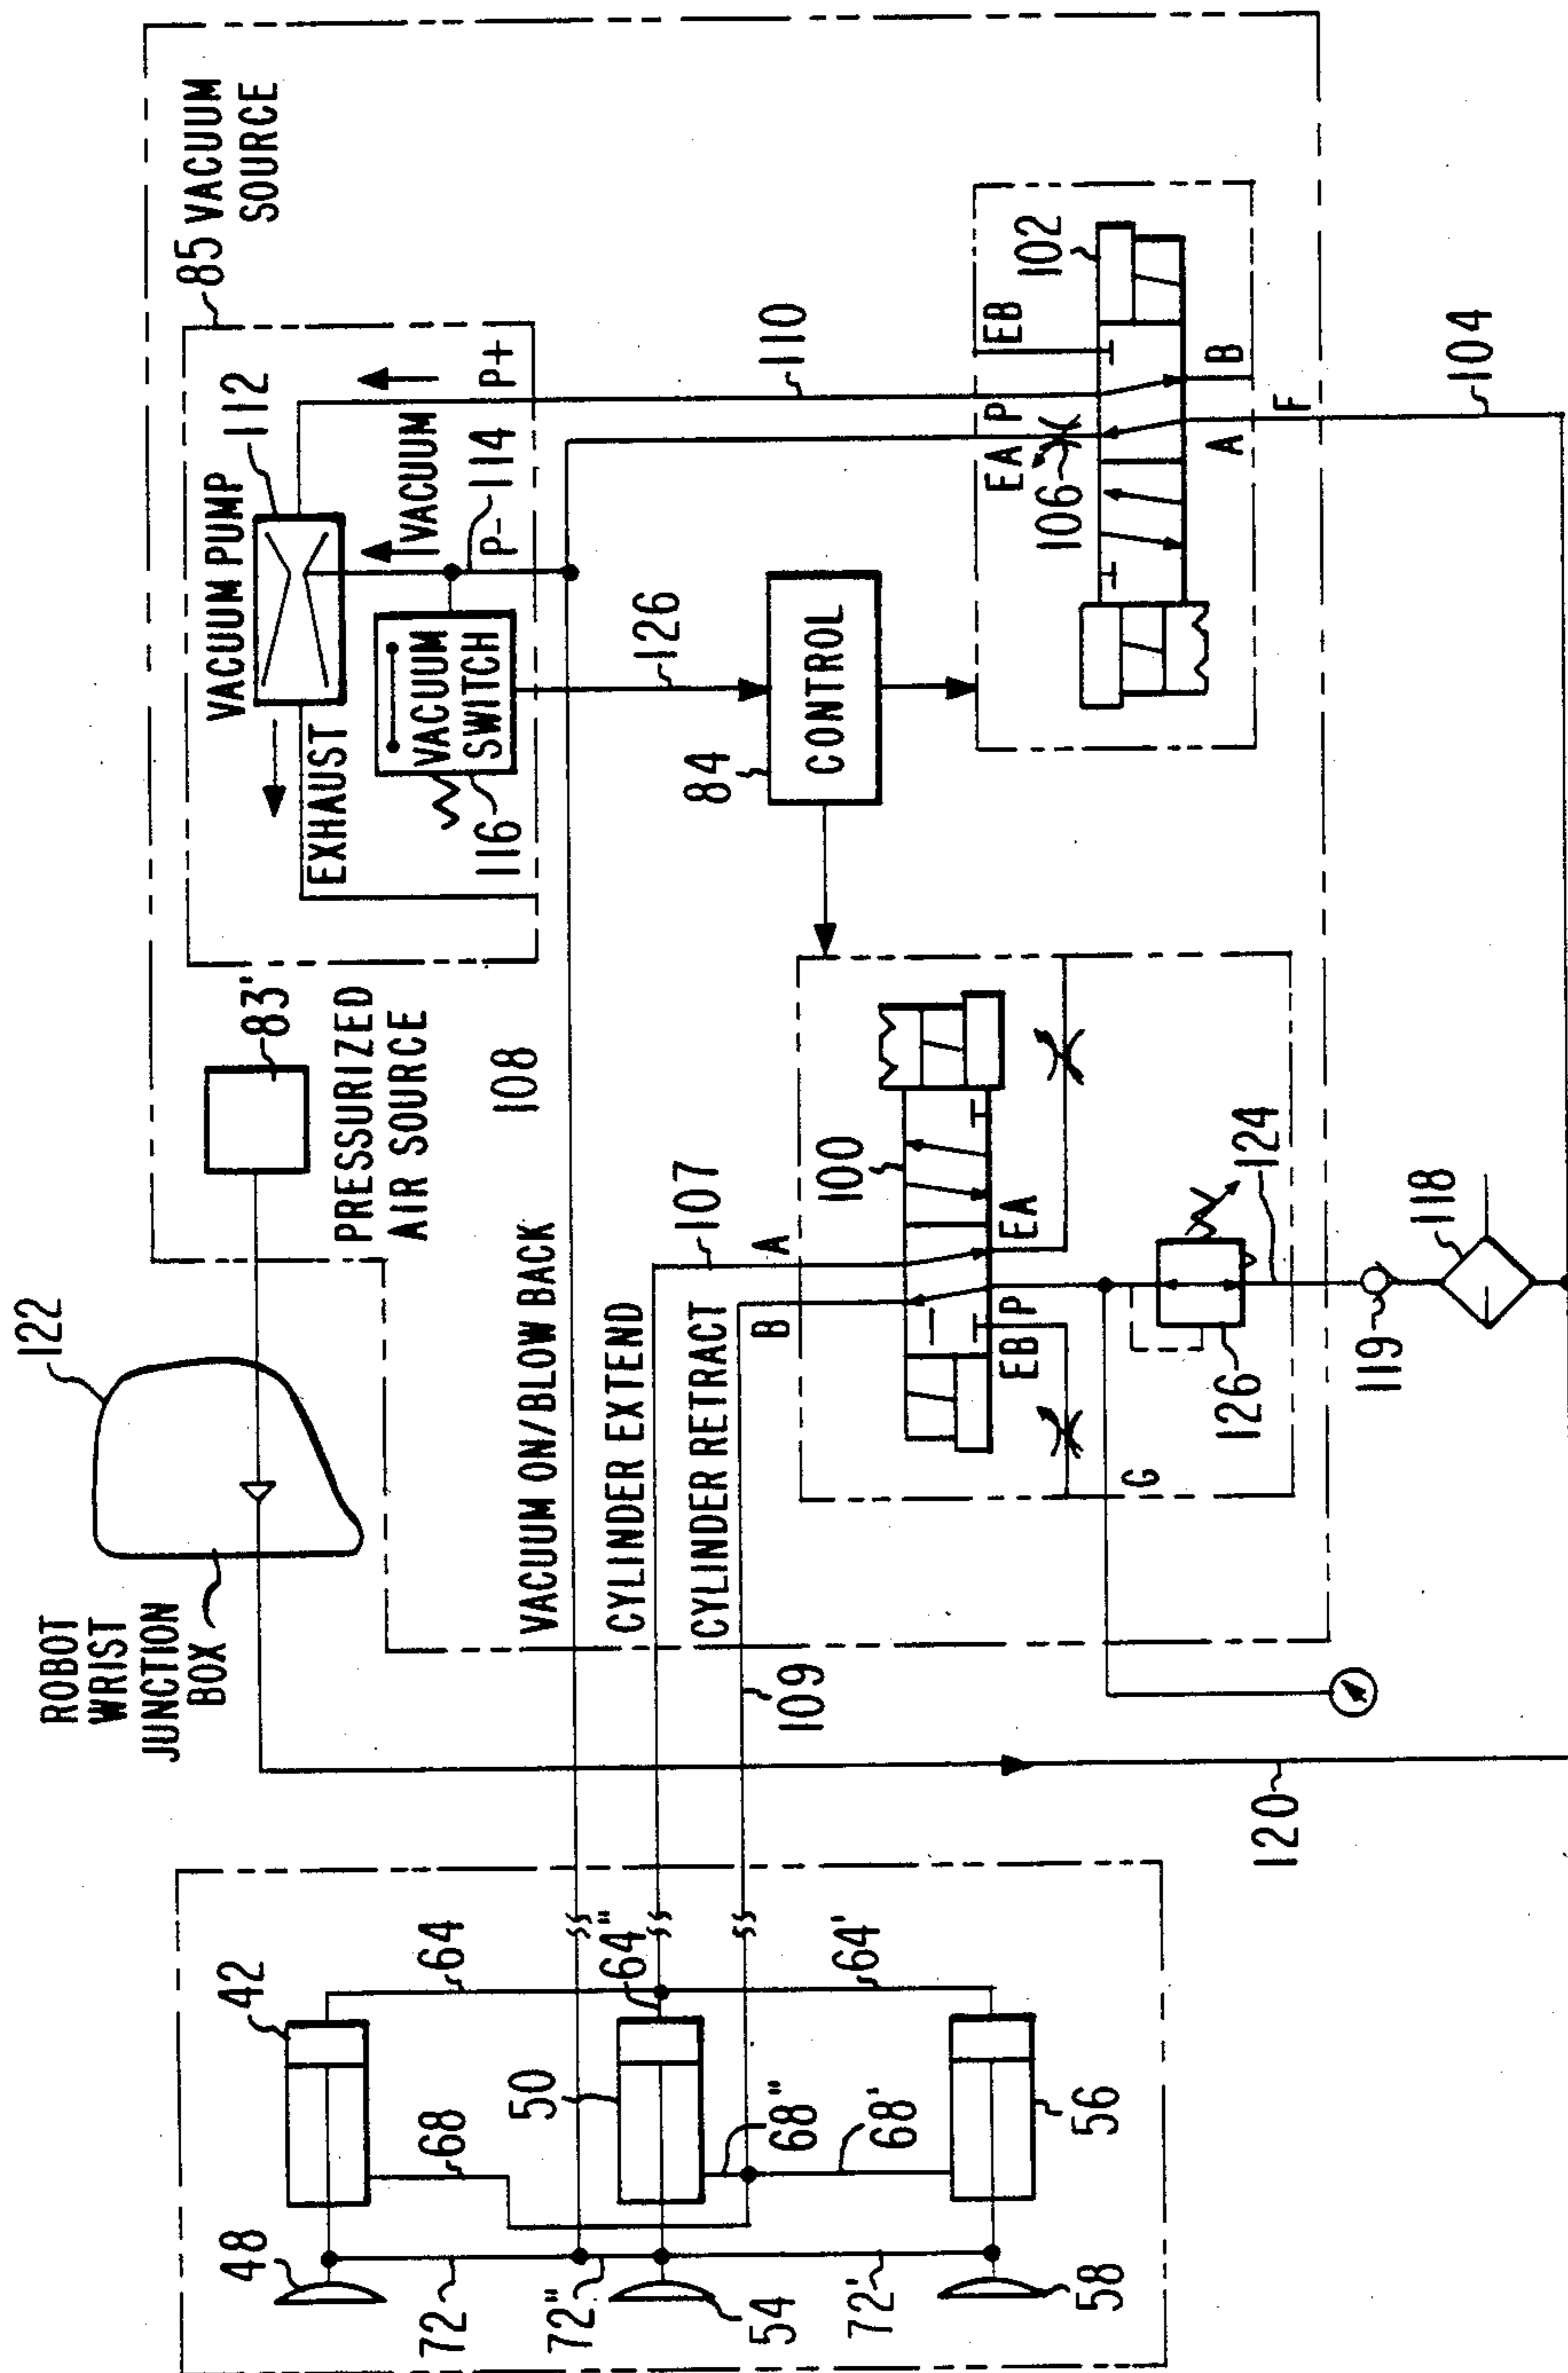 122
ROBOT
WRIST
JUNCTION
BOX
83'
PRESSURIZED
AIR SOURCE
85 VACUUM
SOURCE
VACUUM PUMP
112
EXHAUST
VACUUM
SWITCH
116
VACUUM
P-
114
P+
108
VACUUM ON/BLOW BACK
CYLINDER EXTEND
CYLINDER RETRACT
107
109
A
B
100
EA
EB
P
G
126
124
119
118
126
84
CONTROL
110
EA
P
EB
106
102
A
B
F
104
120
42
64
64"
64'
48
68
50
68"
68'
56
72
72"
72'
54
58